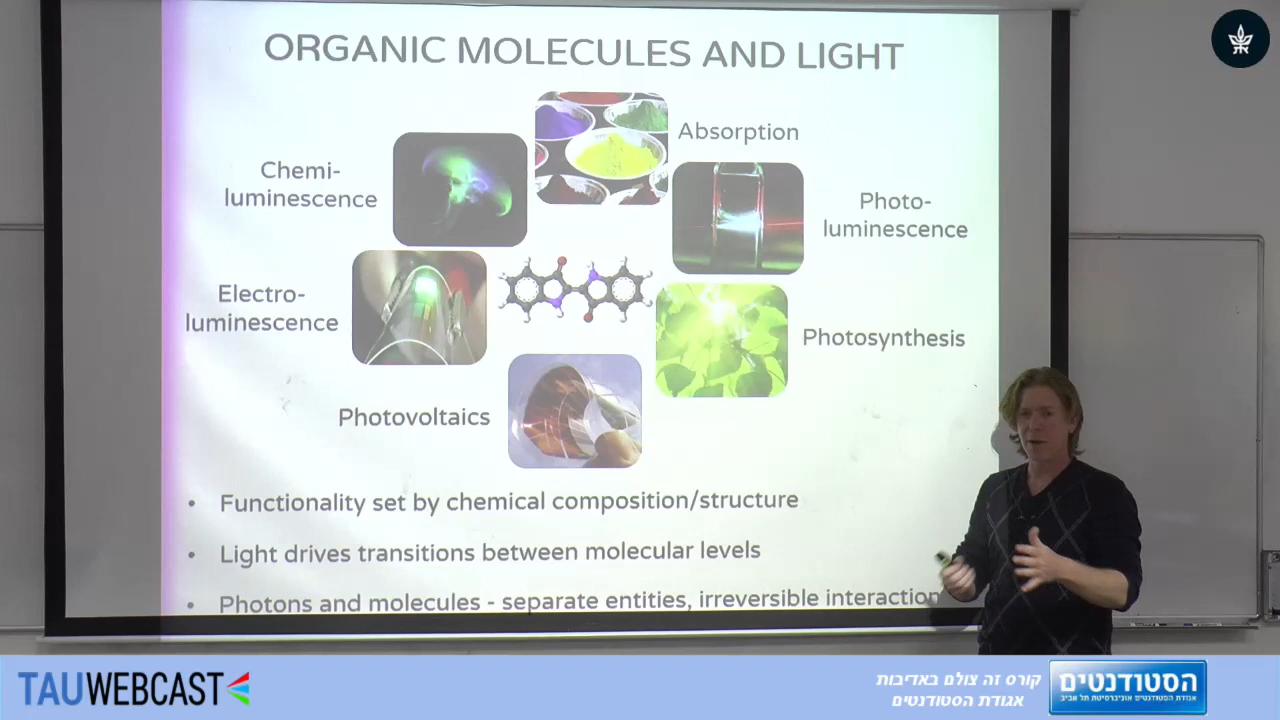 ORGANIC MOLECULES AND LIGHT
Absorption
Chemi-
luminescence
Photo-
luminescence
Electro-
luminescence
Photosynthesis
Photovoltaics
• Functionality set by chemical composition/structure
• Light drives transitions between molecular levels
• Photons and molecules - separate entities, irreversible interaction
TAUWEBCAST
קורס זה צולם באדיבות
אגודת הסטודנטים
הסטודנטים
אגודת הסטודנטים אוניברסיטת תל אביב